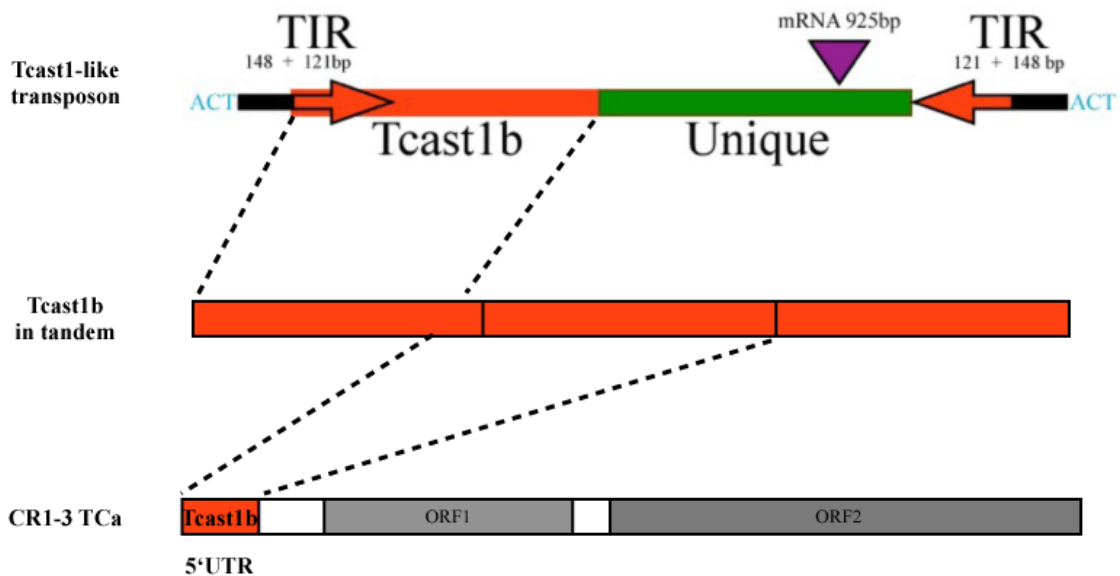 mRNA 925bp
TIR
TIR
148 + 121bp
121 + 148 bp
Tcast1-like
transposon
ACT
ACT
Tcast1b
Unique
Tcast1b
in tandem
CR1-3 TCa
Tcast1b
ORF1
ORF2
5‘UTR